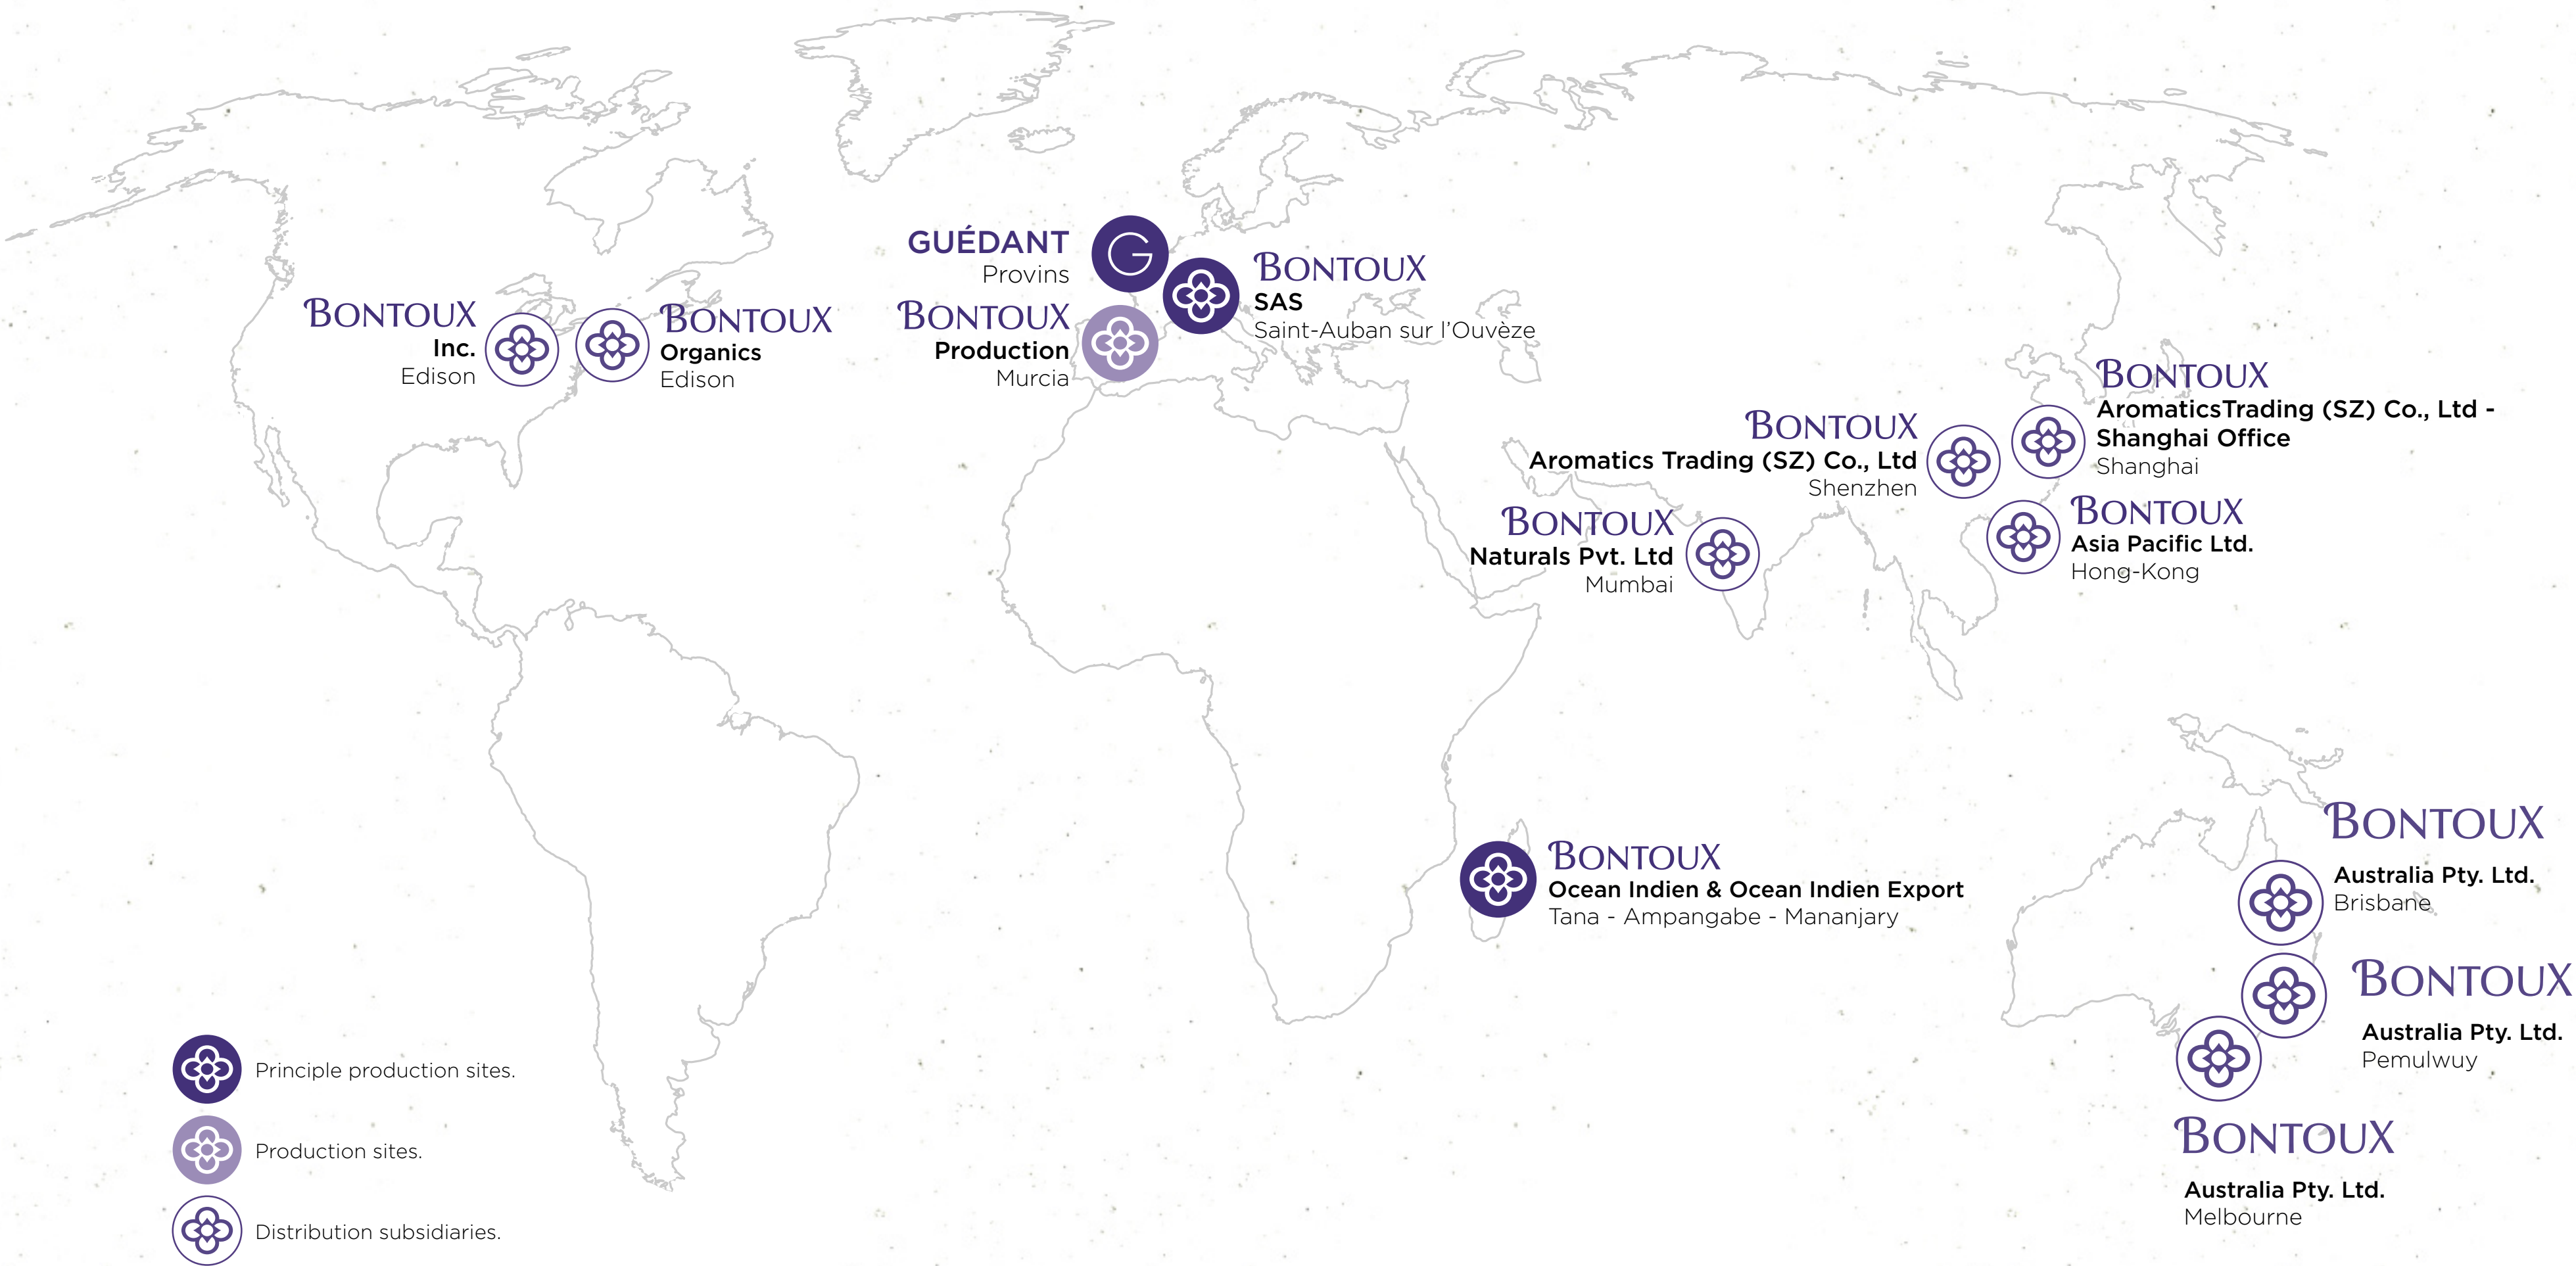 GUÉDANT
Provins
BONTOUX
SAS
Saint-Auban sur l'Ouvèze
BONTOUX
Inc.
Edison
BONTOUX
Organics
Edison
BONTOUX
Production
Murcia
BONTOUX
AromaticsTrading (SZ) Co., Ltd -
Shanghai Office
Shanghai
BONTOUX
Aromatics Trading (SZ) Co., Ltd
Shenzhen
BONTOUX
Asia Pacific Ltd.
Hong-Kong
BONTOUX
Naturals Pvt. Ltd
Mumbai
BONTOUX
Ocean Indien & Ocean Indien Export
Tana - Ampangabe - Mananjary
BONTOUX
Australia Pty. Ltd.
Brisbane
BONTOUX
Australia Pty. Ltd.
Pemulwuy
BONTOUX
Australia Pty. Ltd.
Melbourne
Principle production sites.
Production sites.
Distribution subsidiaries.